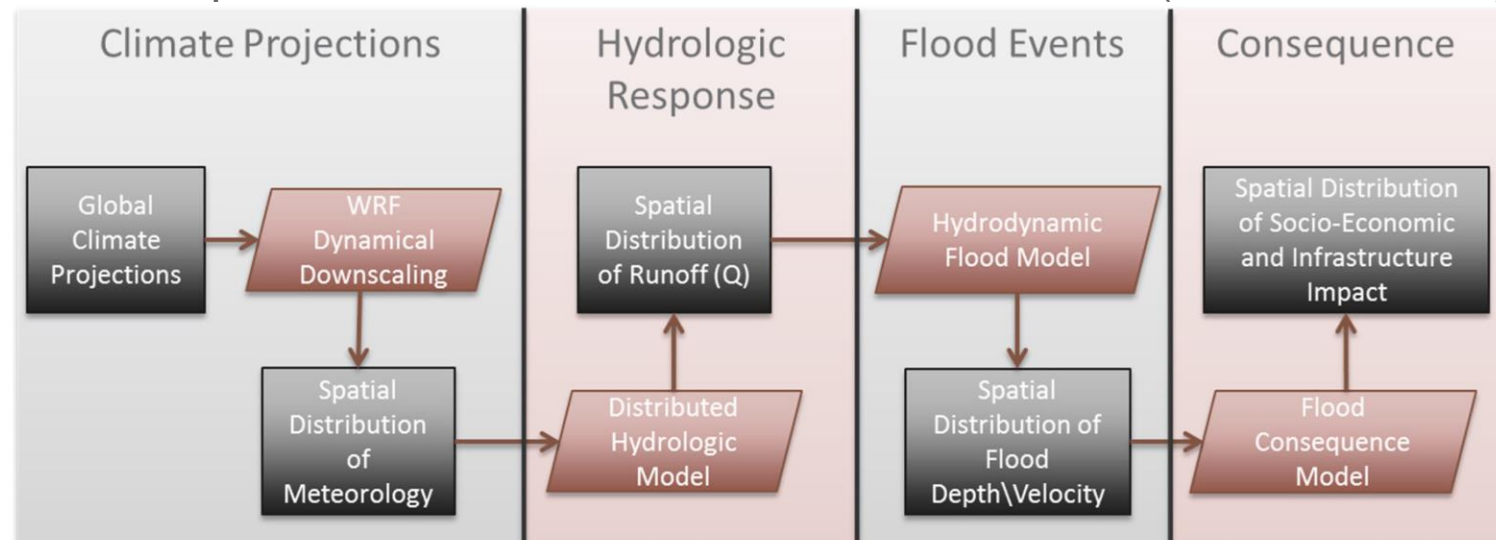 Climate Projections
Hydrologic
Response
Flood Events
Consequence
Global
Climate
Projections
WRF
Dynamical
Downscaling
Spatial
Distribution
of
Meteorology
Spatial
Distribution
of Runoff (Q)
Distributed
Hydrologic
Model
Hydrodynamic
Flood Model
Spatial
Distribution of
Flood
Depth\Velocity
Spatial Distribution
of Socio-Economic
and Infrastructure
Impact
Flood
Consequence
Model